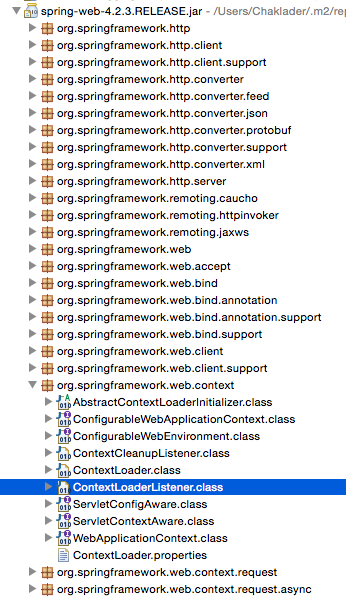 spring-web-4.2.3.RELEASE.jar - /Users/Chaklader/.m2/rep
org.springframework.http
org.springframework.http.client
org.springframework.http.client.support
org.springframework.http.converter
org.springframework.http.converter.feed
org.springframework.http.converter.json
org.springframework.http.converter.protobuf
org.springframework.http.converter.support
org.springframework.http.converter.xml
org.springframework.http.server
org.springframework.remoting.caucho
org.springframework.remoting.httpinvoker
org.springframework.remoting.jaxws
org.springframework.web
org.springframework.web.accept
org.springframework.web.bind
org.springframework.web.bind.annotation
org.springframework.web.bind.annotation.support
org.springframework.web.bind.support
org.springframework.web.client
org.springframework.web.client.support
org.springframework.web.context
AbstractContextLoaderInitializer.class
ConfigurableWebApplicationContext.class
ConfigurableWebEnvironment.class
ContextCleanupListener.class
ContextLoader.class
ContextLoaderListener.class
ServletConfigAware.class
ServletContextAware.class
WebApplicationContext.class
ContextLoader.properties
org.springframework.web.context.request
org.springframework.web.context.request.async